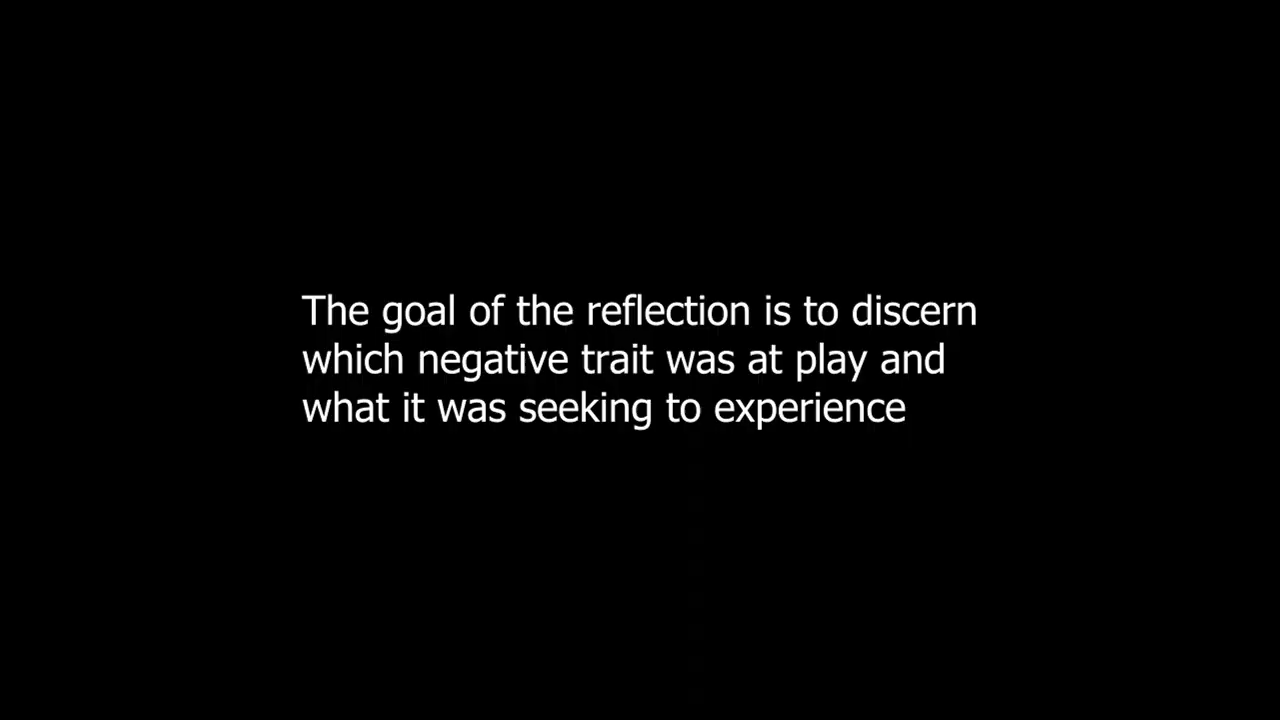 The goal of the reflection is to discern
which negative trait was at play and
what it was seeking to experience